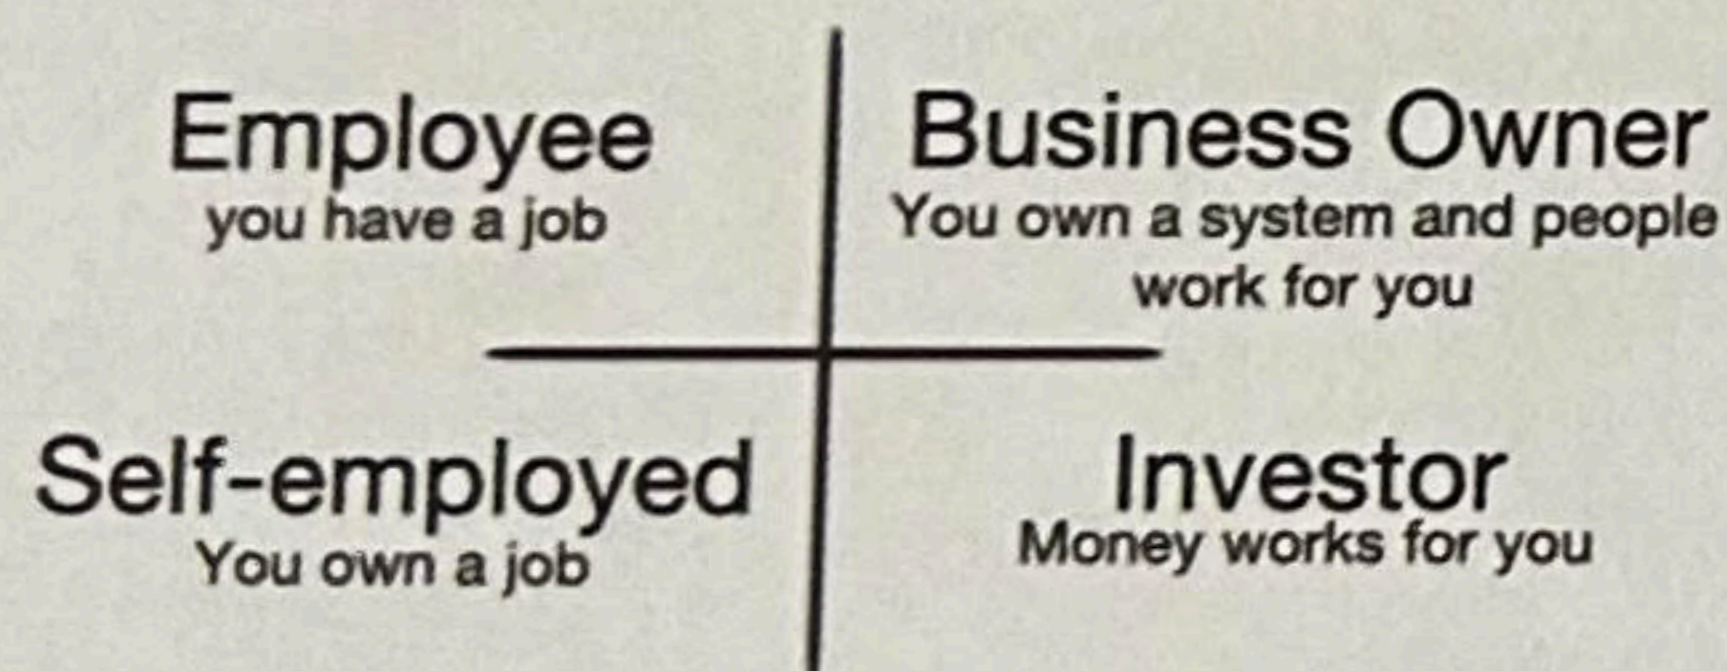 Employee
you have a job
Business Owner
You own a system and people
work for you
Self-employed
You own a job
Investor
Money works for you